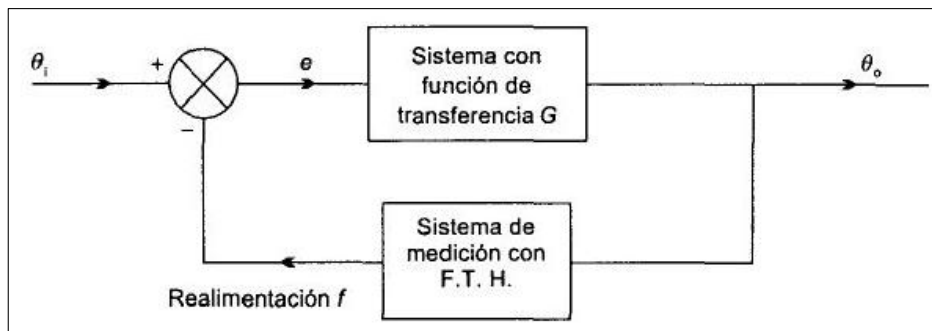 θi
+
e
Sistema con
función de
transferencia G
θo
−
Sistema de
medición con
F.T. H.
Realimentación f